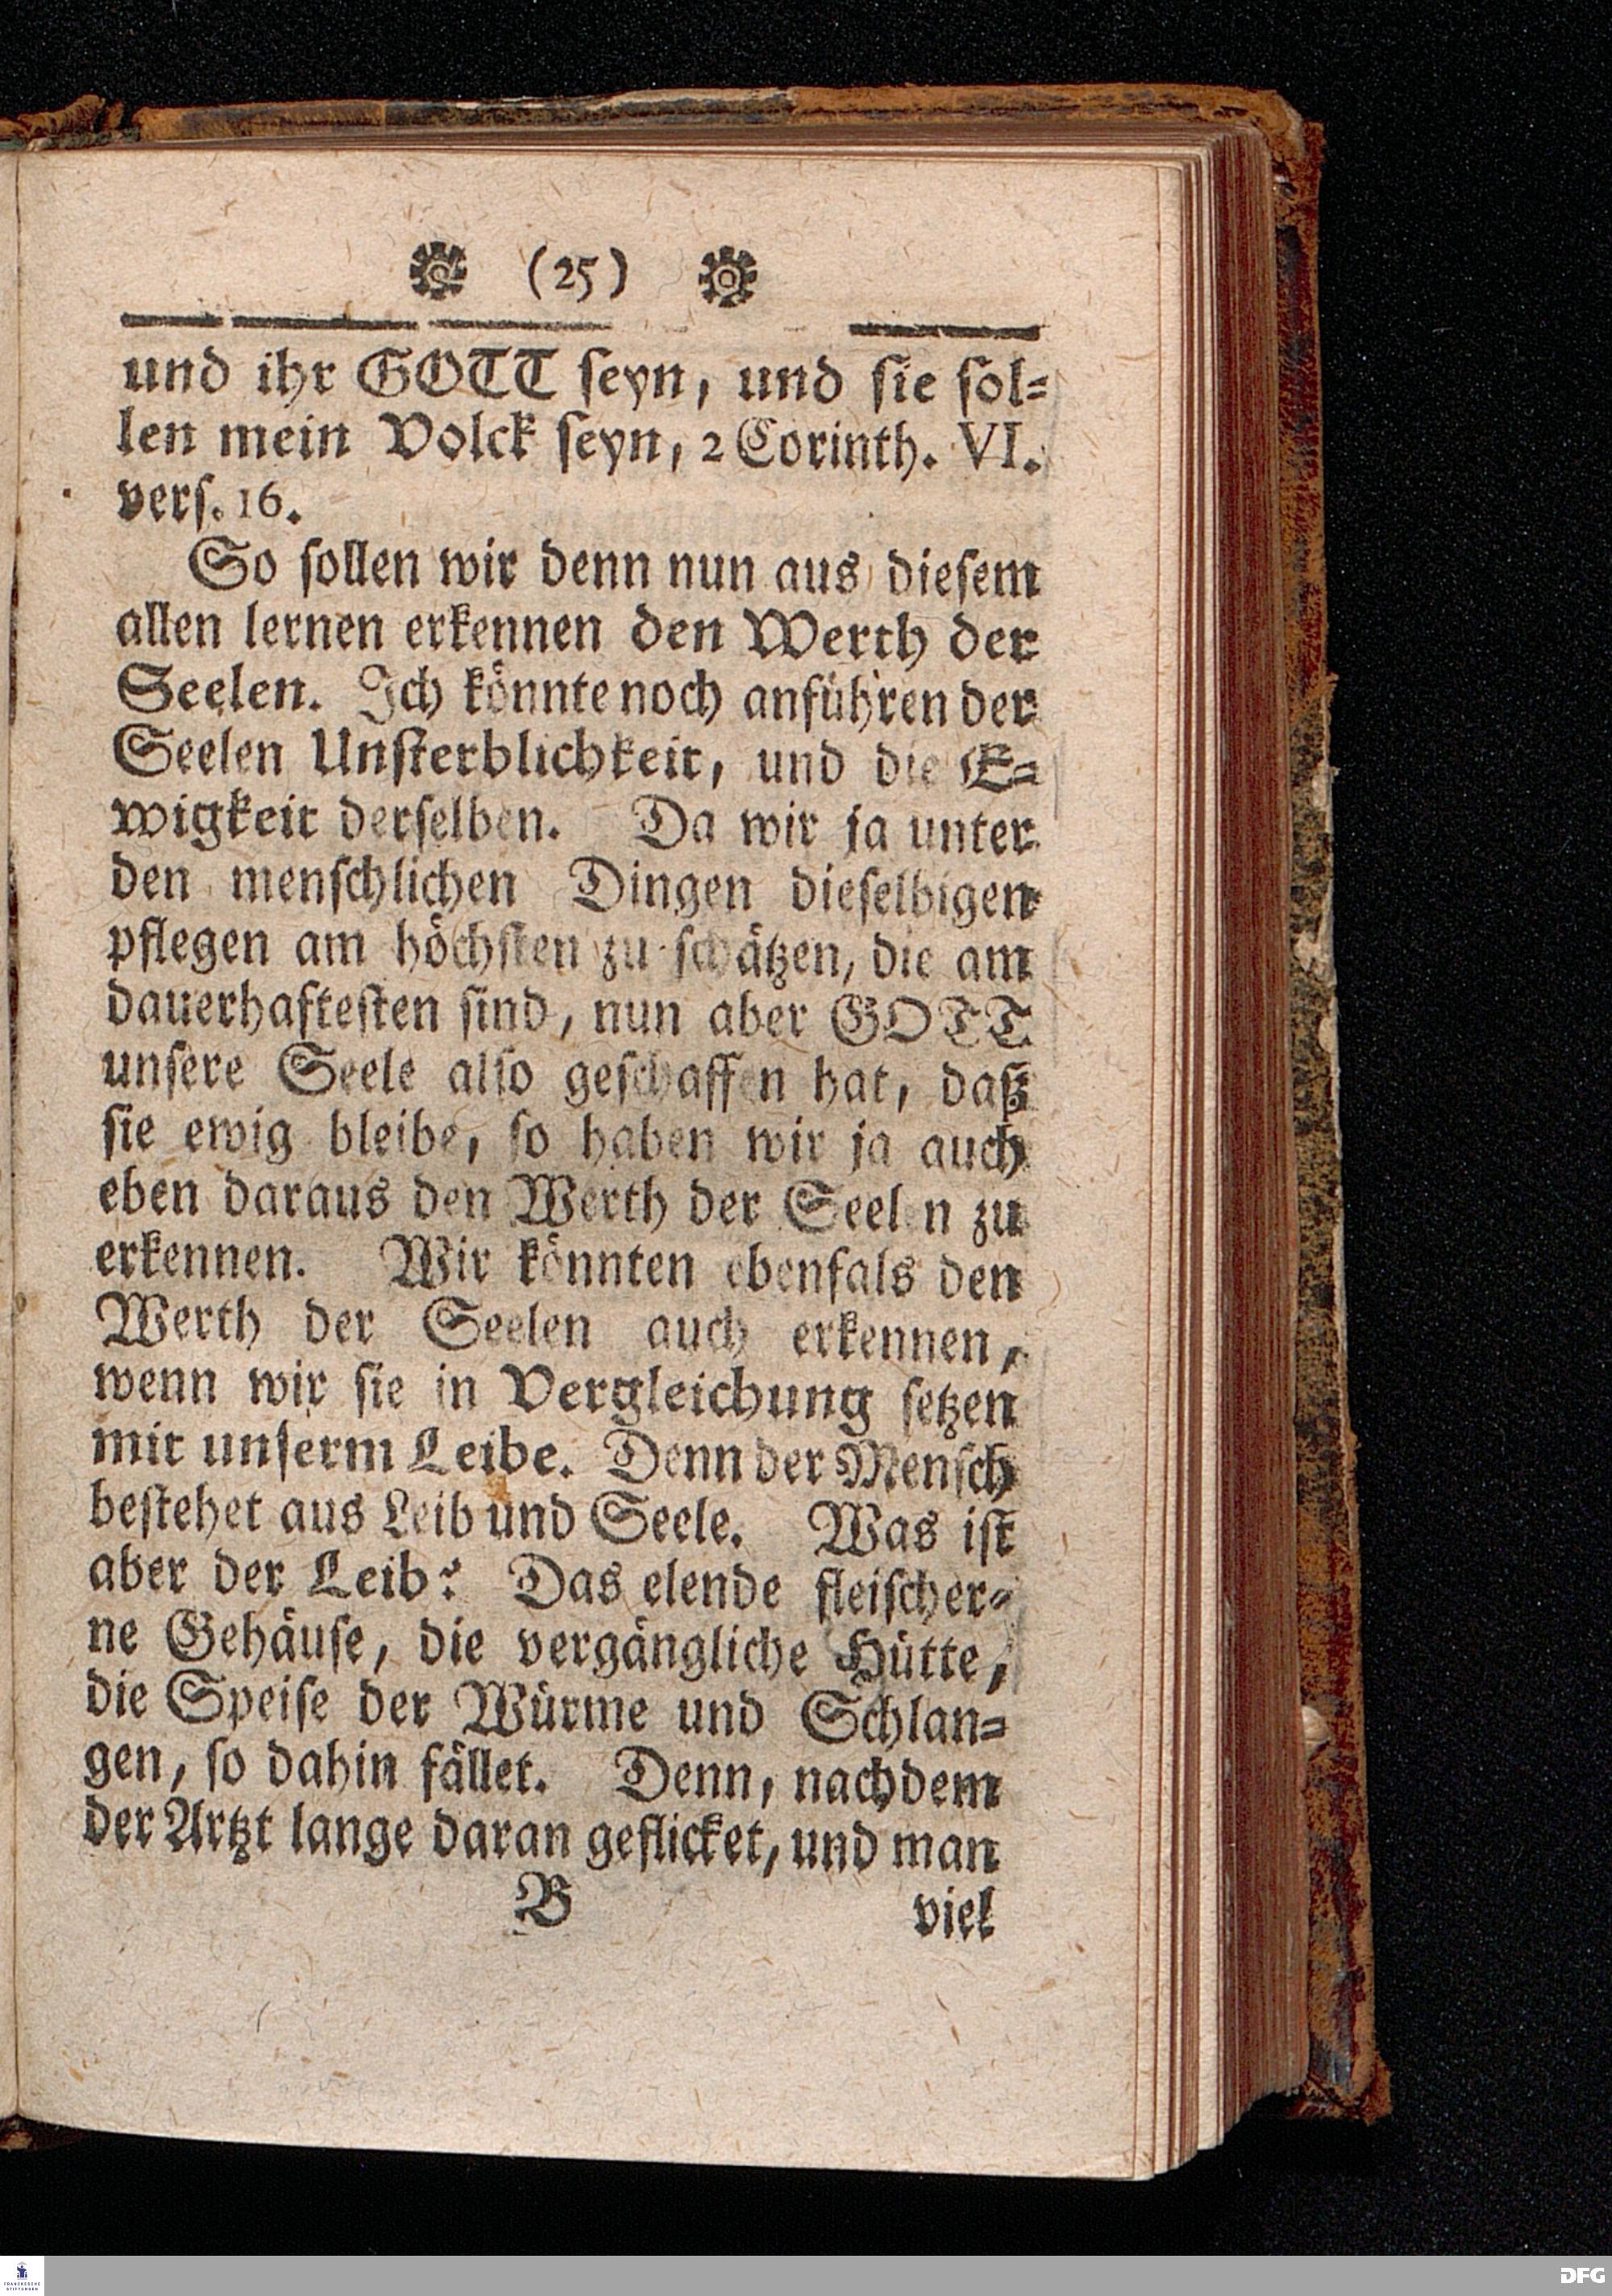 (25)
und ihr GOTT seyn, und sie sol=
len mein Volck seyn, 2 Corinth. VI.
vers. 16.
So sollen wir denn nun aus diesem
allen lernen erkennen den Werth der
Seelen. Ich könnte noch anführen der
Seelen Unsterblichkeit, und die E=
wigkeit derselben. Da wir ja unter
den menschlichen Dingen dieselbigen
pflegen am höchsten zu schätzen, die am
dauerhaftesten sind, nun aber GOTT
unsere Seele also geschaffen hat, daß
sie ewig bleibe, so haben wir ja auch
eben daraus den Werth der Seelen zu
erkennen. Wir könnten ebenfals den
Werth der Seelen auch erkennen,
wenn wir sie in Vergleichung setzen
mit unserm Leibe. Denn der Mensch
bestehet aus Leib und Seele. Was ist
aber der Leib? Das elende fleischer=
ne Gehäuse, die vergängliche Hütte,
die Speise der Würme und Schlan=
gen, so dahin fället. Denn, nachdem
der Artzt lange daran geflicket, und man
B viel
FRANCKESCHE
STIFTUNGEN
DFG